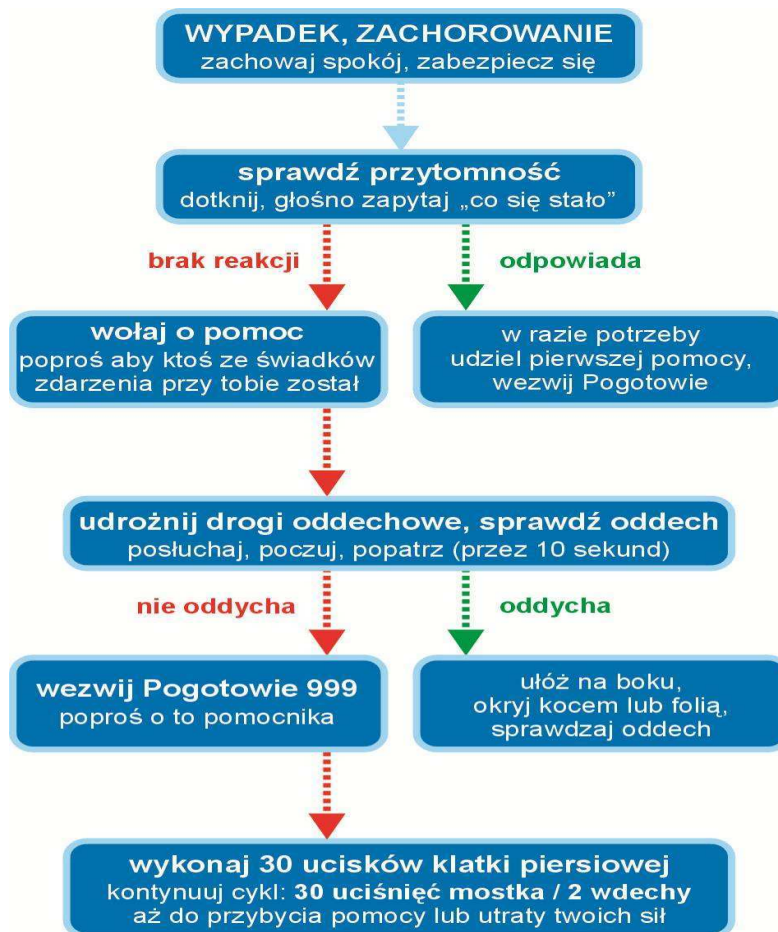 WYPADEK, ZACHOROWANIE
zachowaj spokój, zabezpiecz się
sprawdź przytomność
dotknij, głośno zapytaj „co się stało”
brak reakcji
odpowiada
wołaj o pomoc
poproś aby ktoś ze świadków
zdarzenia przy tobie został
w razie potrzeby
udziel pierwszej pomocy,
wezwij Pogotowie
udrożnij drogi oddechowe, sprawdź oddech
posłuchaj, poczuj, popatrz (przez 10 sekund)
nie oddycha
oddycha
wezwij Pogotowie 999
poproś o to pomocnika
ułóż na boku,
okryj kocem lub folią,
sprawdzaj oddech
wykonaj 30 ucisków klatki piersiowej
kontynuuj cykl: 30 uciśnięć mostka / 2 wdechy
aż do przybycia pomocy lub utraty twoich sił